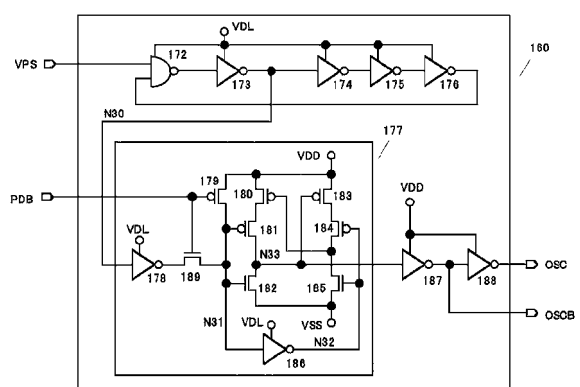 VDL
172
160
VPS
173
174
175
176
N30
177
179
VDD
180
183
PDB
VDD
VDL
181
184
N33
OSC
178
189
182
165
187
188
VSS
OSCB
N31
VDL
N32
186